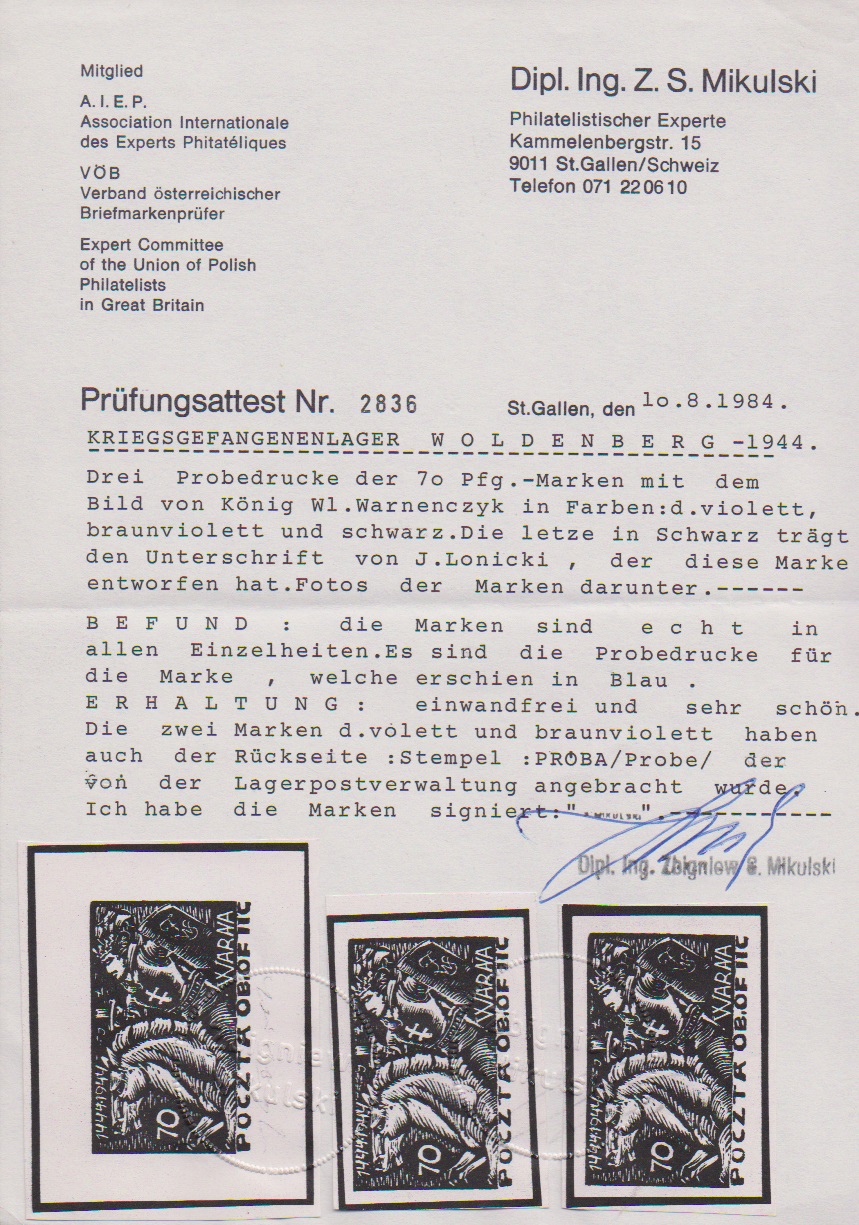 Mitglied
A. I. E. P.
Association Internationale
des Experts Philatéliques
VÖB
Verband österreichischer
Briefmarkenprüfer
Expert Committee
of the Union of Polish
Philatelists
in Great Britain
Dipl. Ing. Z. S. Mikulski
Philatelistischer Experte
Kammelenbergstr. 15
9011 St.Gallen/Schweiz
Telefon 071 220610
Prüfungsattest Nr. 2836
St.Gallen, den 1o.8.1984.
KRIEGSGEFANGENENLAGER W O L D E N B E R G -1944.
Drei Probedrucke der 7o Pfg.-Marken mit dem
Bild von König Wl.Warnenczyk in Farben:d.violett,
braunviolett und schwarz.Die letze in Schwarz trägt
den Unterschrift von J.Lonicki , der diese Marke
entworfen hat.Fotos der Marken darunter.------
B E F U N D : die Marken sind e c h t in
allen Einzelheiten.Es sind die Probedrucke für
die Marke , welche erschien in Blau .
E R H A L T U N G : einwandfrei und sehr schön.
Die zwei Marken d.volett und braunviolett haben
auch der Rückseite :Stempel :PROBA/Probe/ der
von der Lagerpostverwaltung angebracht wurde.
Ich habe die Marken signiert:". MIKULSKI".-----------
Dipl. Ing. Zbigniew S. Mikulski
WARNA
POCZTA OB.OF IIC
70
WARNA
POCZTA OB.OF IIC
70
WARNA
POCZTA OB.OF IIC
70